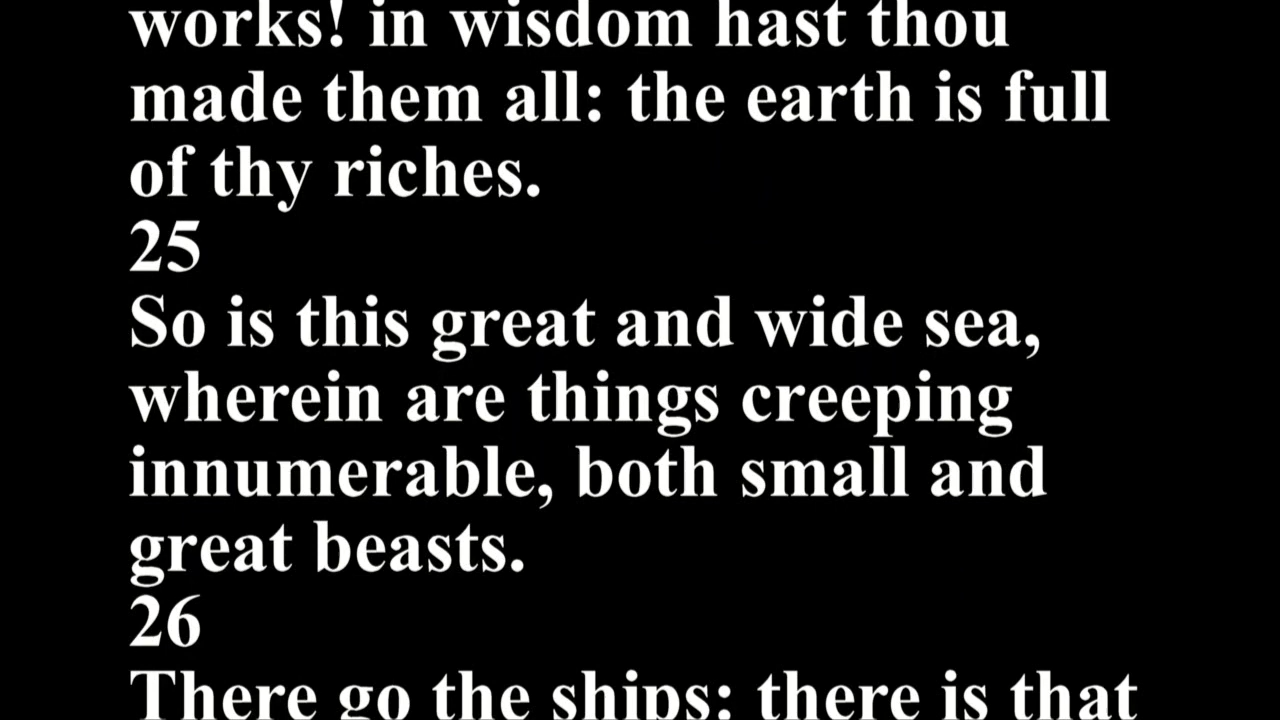 works! in wisdom hast thou
made them all: the earth is full
of thy riches.
25
So is this great and wide sea,
wherein are things creeping
innumerable, both small and
great beasts.
26
There go the ships: there is that